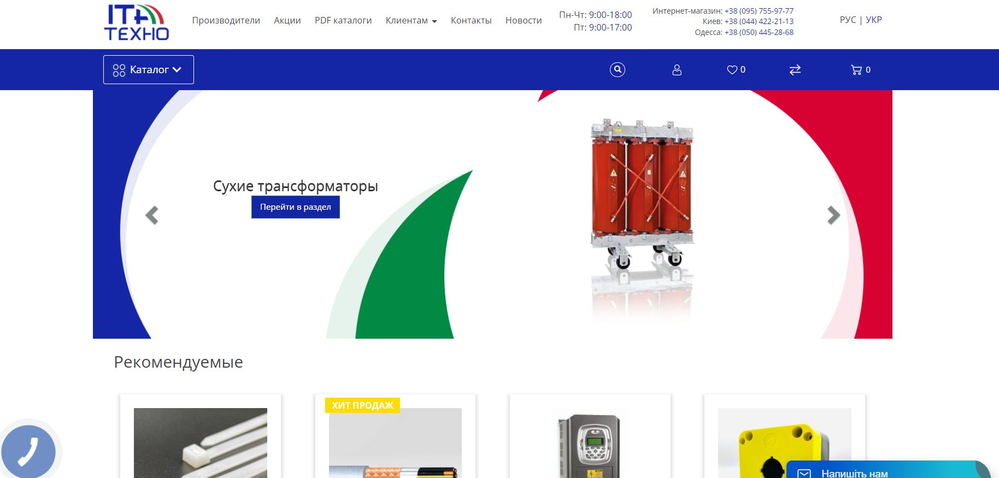 ІТА
ТЕХНО
Производители
Акции
PDF каталоги
Клиентам
Контакты
Новости
Пн-Чт: 9:00-18:00
Пт: 9:00-17:00
Интернет-магазин: +38 (095) 755-97-77
Киев: +38 (044) 422-21-13
Одесса: +38 (050) 445-28-68
РУС | УКР
Каталог
0
0
Сухие трансформаторы
Перейти в раздел
Рекомендуемые
ХИТ ПРОДАЖ
Напишіть нам